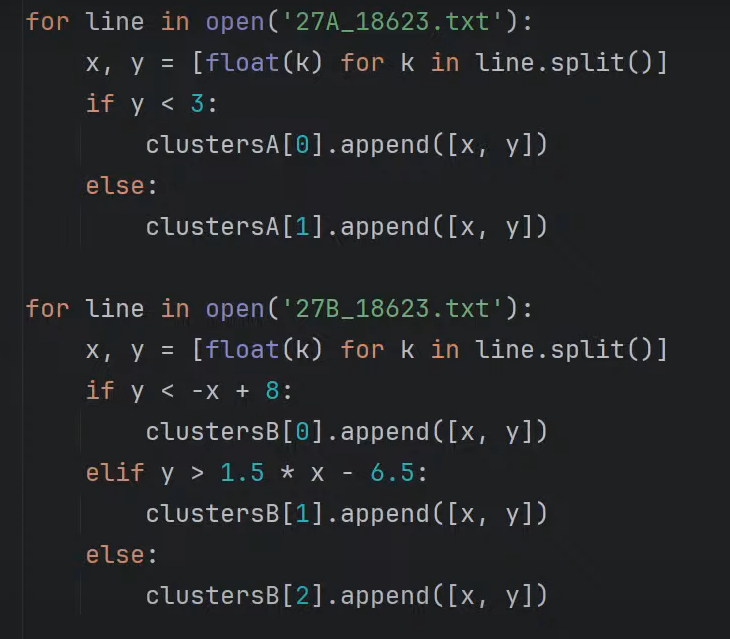 for line in open('27A_18623.txt'):
    x, y = [float(k) for k in line.split()]
    if y < 3:
        clustersA[0].append([x, y])
    else:
        clustersA[1].append([x, y])

for line in open('27B_18623.txt'):
    x, y = [float(k) for k in line.split()]
    if y < -x + 8:
        clustersB[0].append([x, y])
    elif y > 1.5 * x - 6.5:
        clustersB[1].append([x, y])
    else:
        clustersB[2].append([x, y])